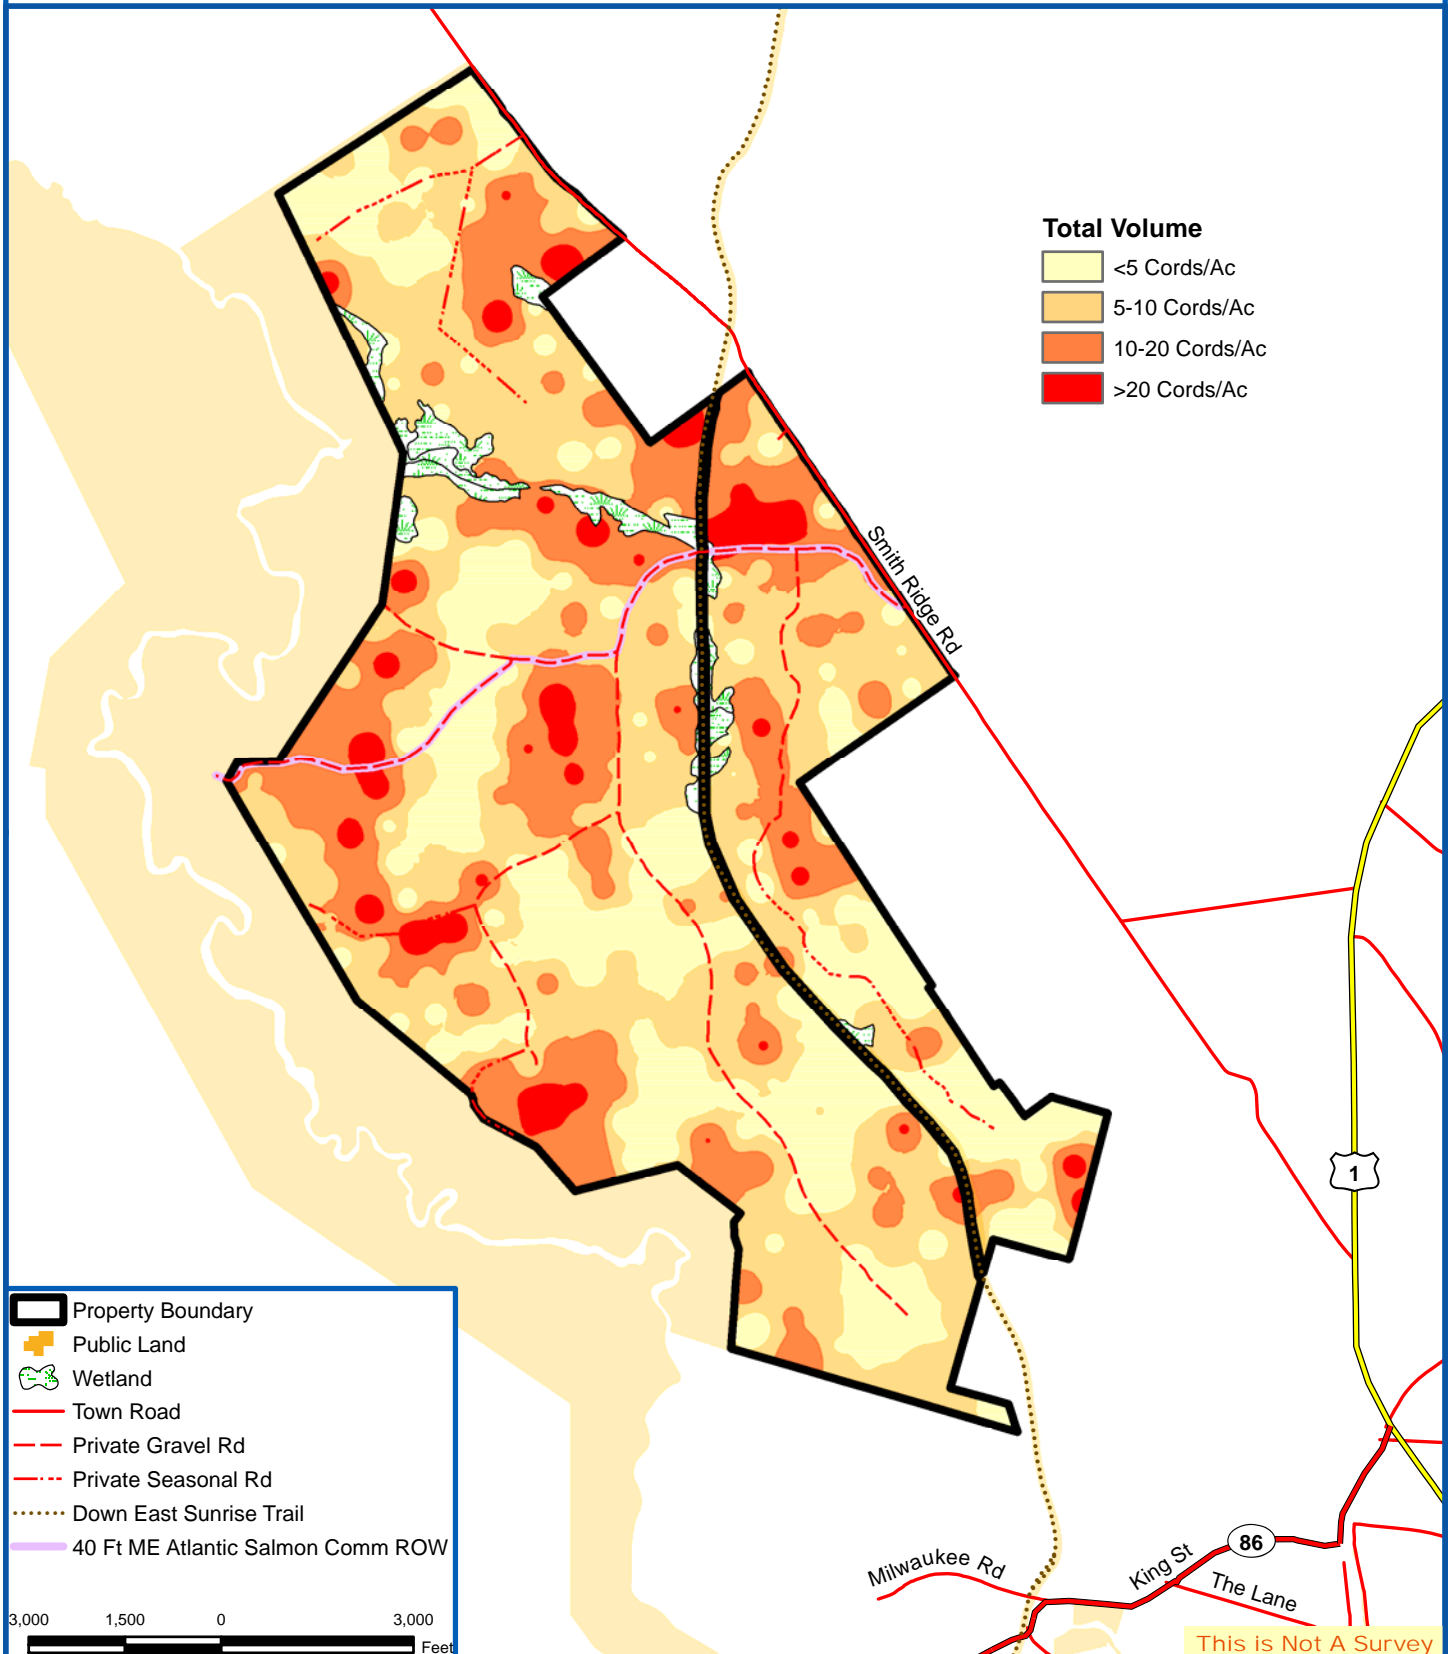 Total Volume
<5 Cords/Ac
5-10 Cords/Ac
10-20 Cords/Ac
>20 Cords/Ac
Smith Ridge Rd
1
Property Boundary
Public Land
Wetland
Town Road
Private Gravel Rd
Private Seasonal Rd
Down East Sunrise Trail
40 Ft ME Atlantic Salmon Comm ROW
3,000 1,500 0 3,000
Feet
86
Milwaukee Rd
King St
The Lane
This is Not A Survey